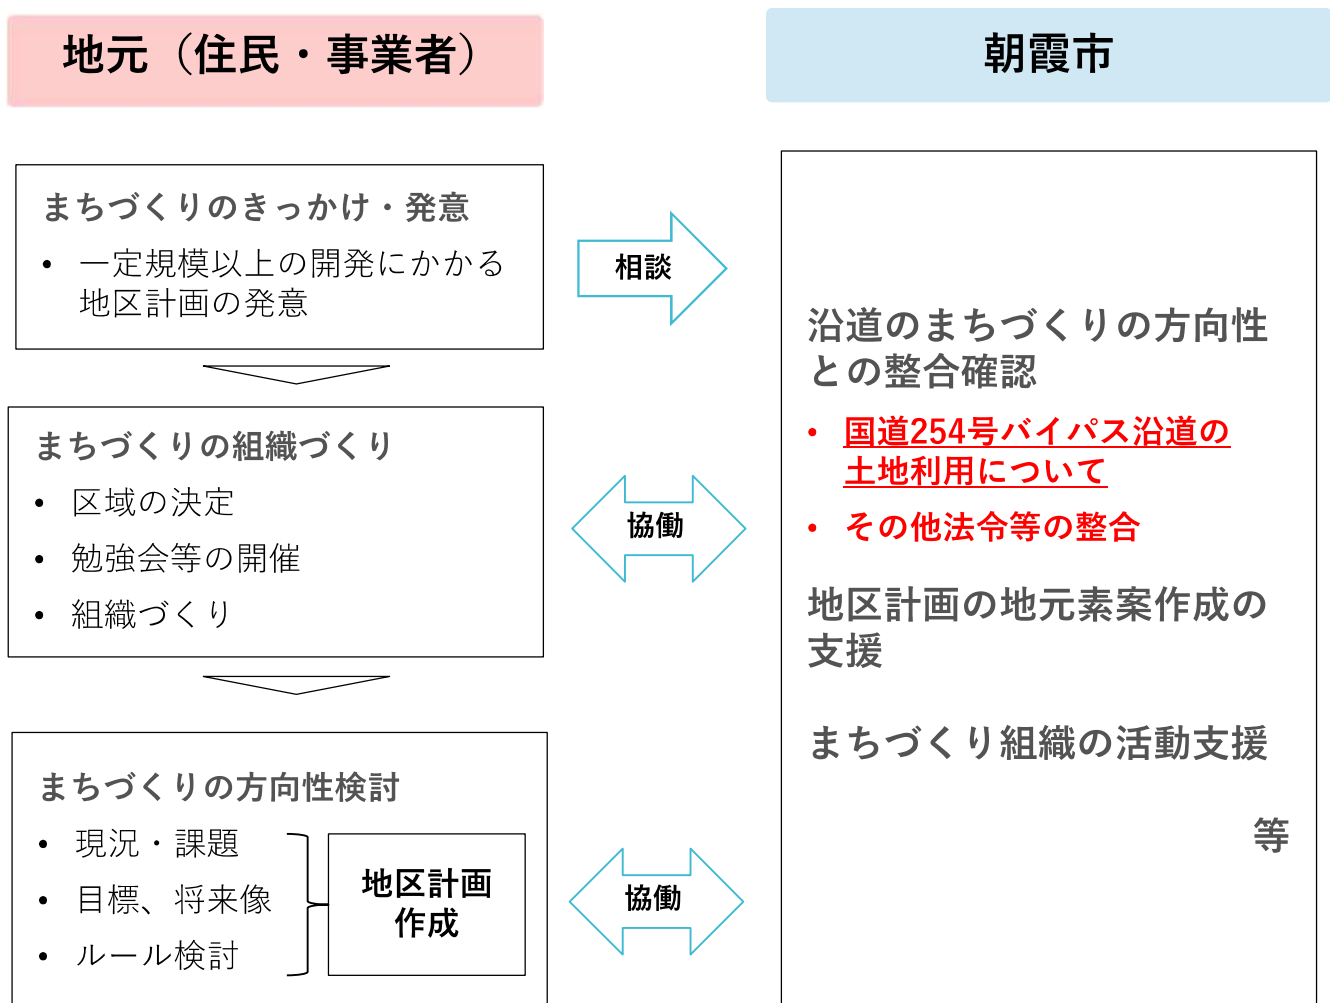 地元（住民・事業者）
朝霞市
まちづくりのきっかけ・発意
• 一定規模以上の開発にかかる
地区計画の発意
相談
まちづくりの組織づくり
• 区域の決定
• 勉強会等の開催
• 組織づくり
協働
まちづくりの方向性検討
• 現況・課題
• 目標、将来像
• ルール検討
地区計画
作成
協働
沿道のまちづくりの方向性
との整合確認
• 国道254号バイパス沿道の
土地利用について
• その他法令等の整合
地区計画の地元素案作成の
支援
まちづくり組織の活動支援
等